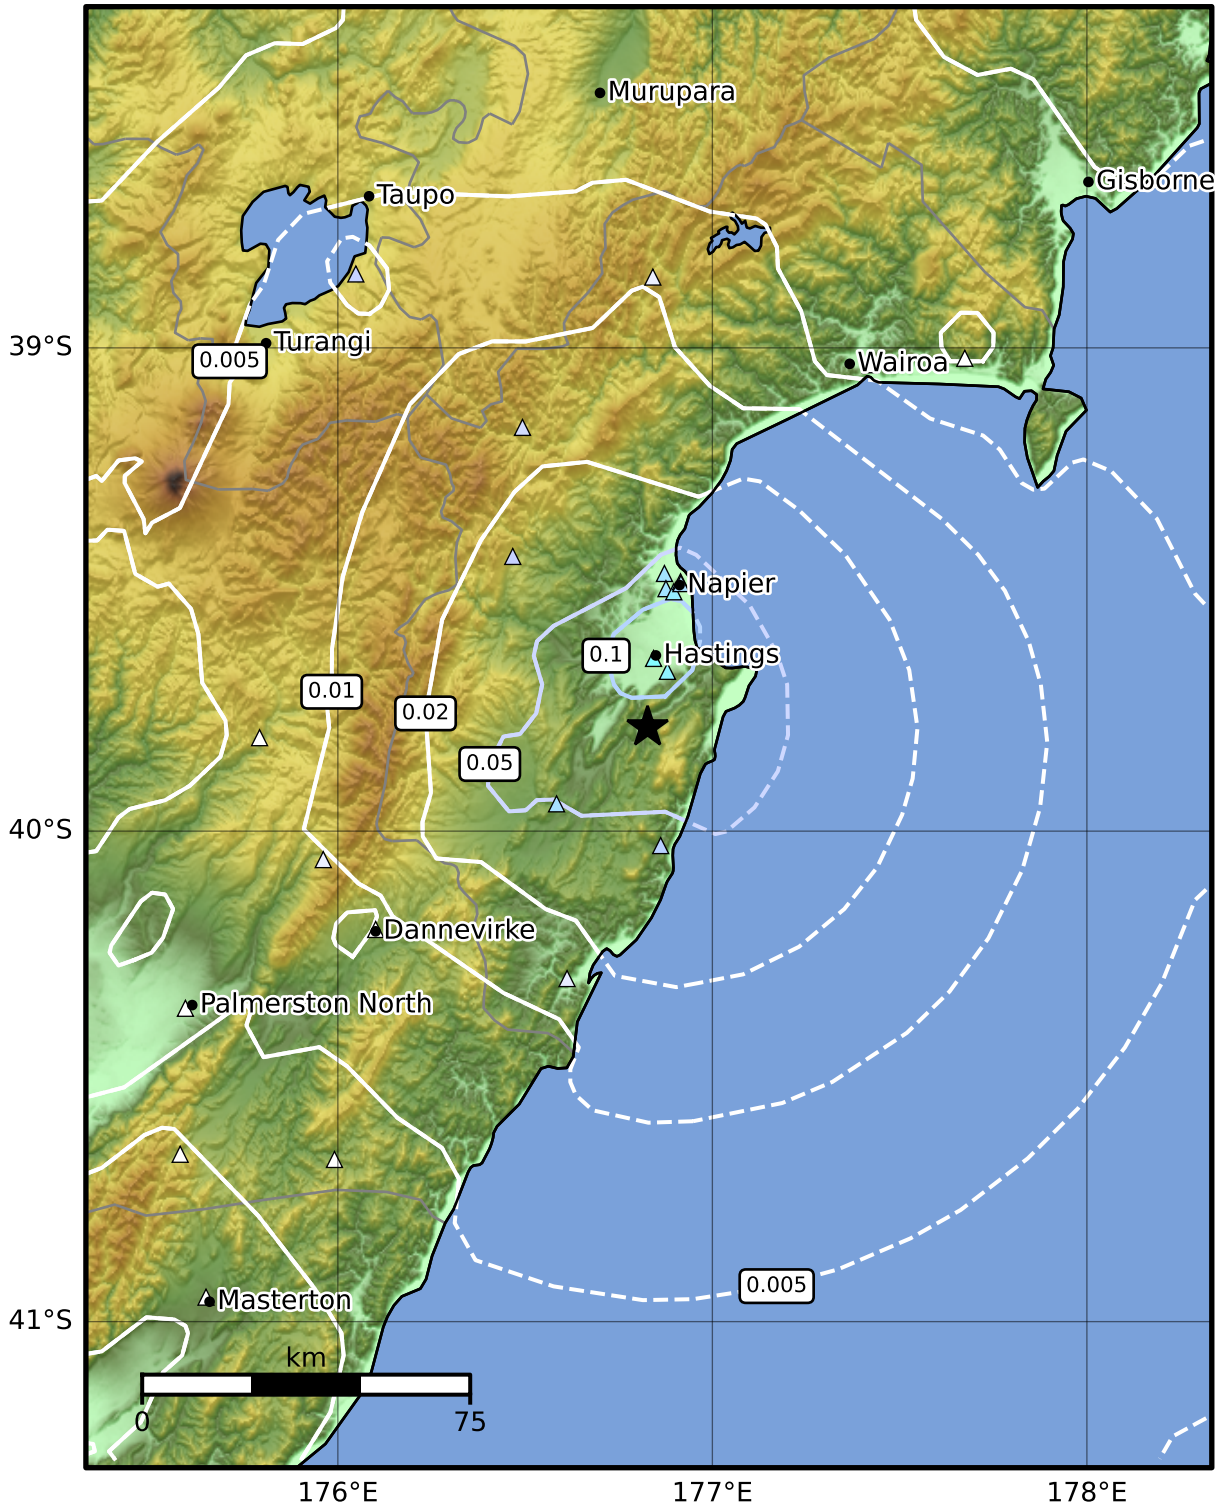 Murupara
Gisborne
Taupo
Turangi
39°S
0.005
Wairoa
Napier
0.1
Hastings
0.01
0.02
0.05
40°S
Dannevirke
Palmerston North
0.005
Masterton
41°S
km
0
75
176°E
177°E
178°E